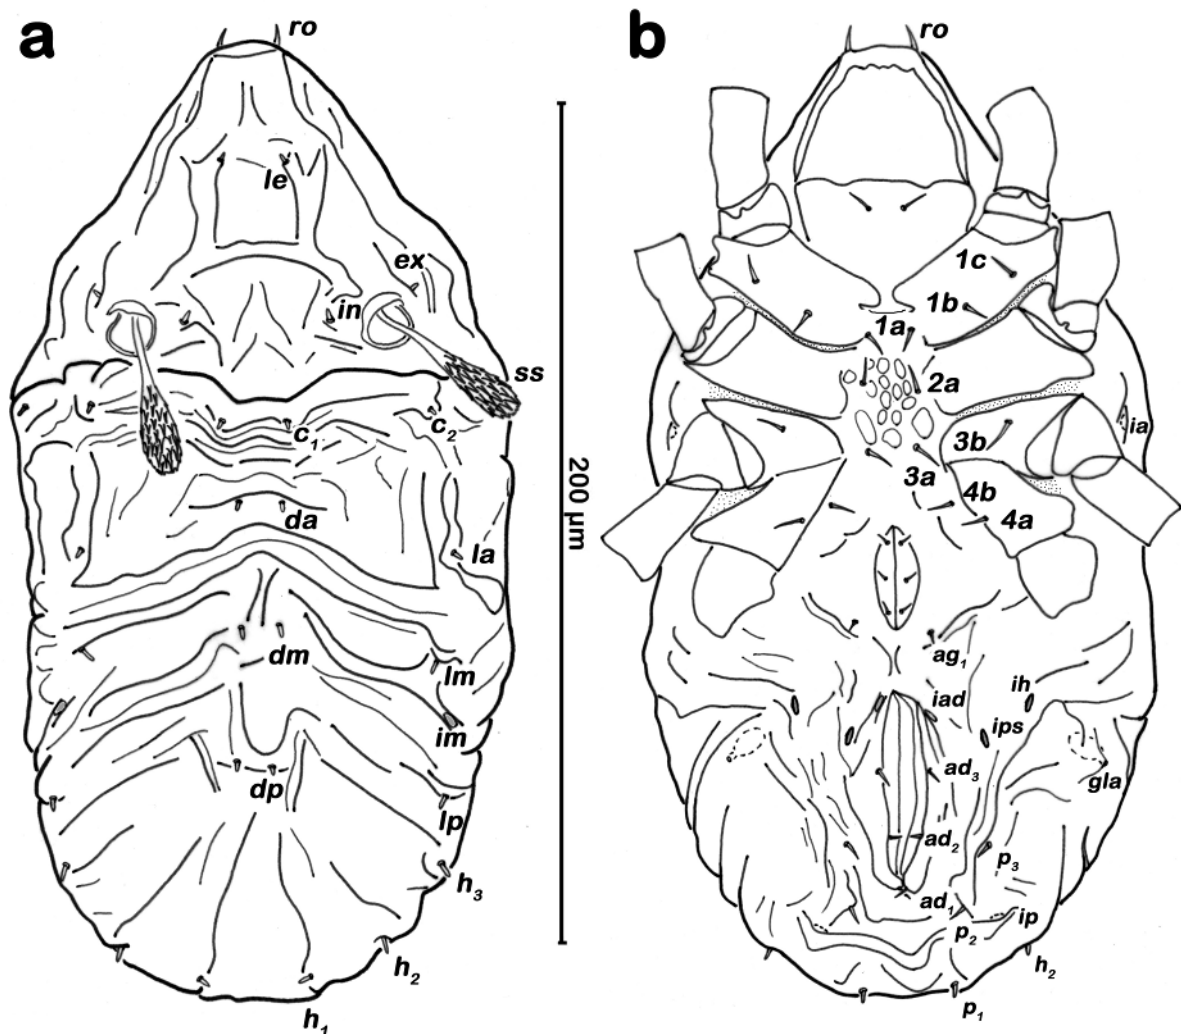 a
ro
le
ex
in
ss
c1
c2
da
la
dm
lm
im
dp
lp
h3
h2
h1
200 µm
b
ro
1c
1b
1a
2a
ia
3b
3a
4b
4a
ag1
iad
ih
ips
ad3
gla
ad2
p3
ad1
ip
p2
h2
p1